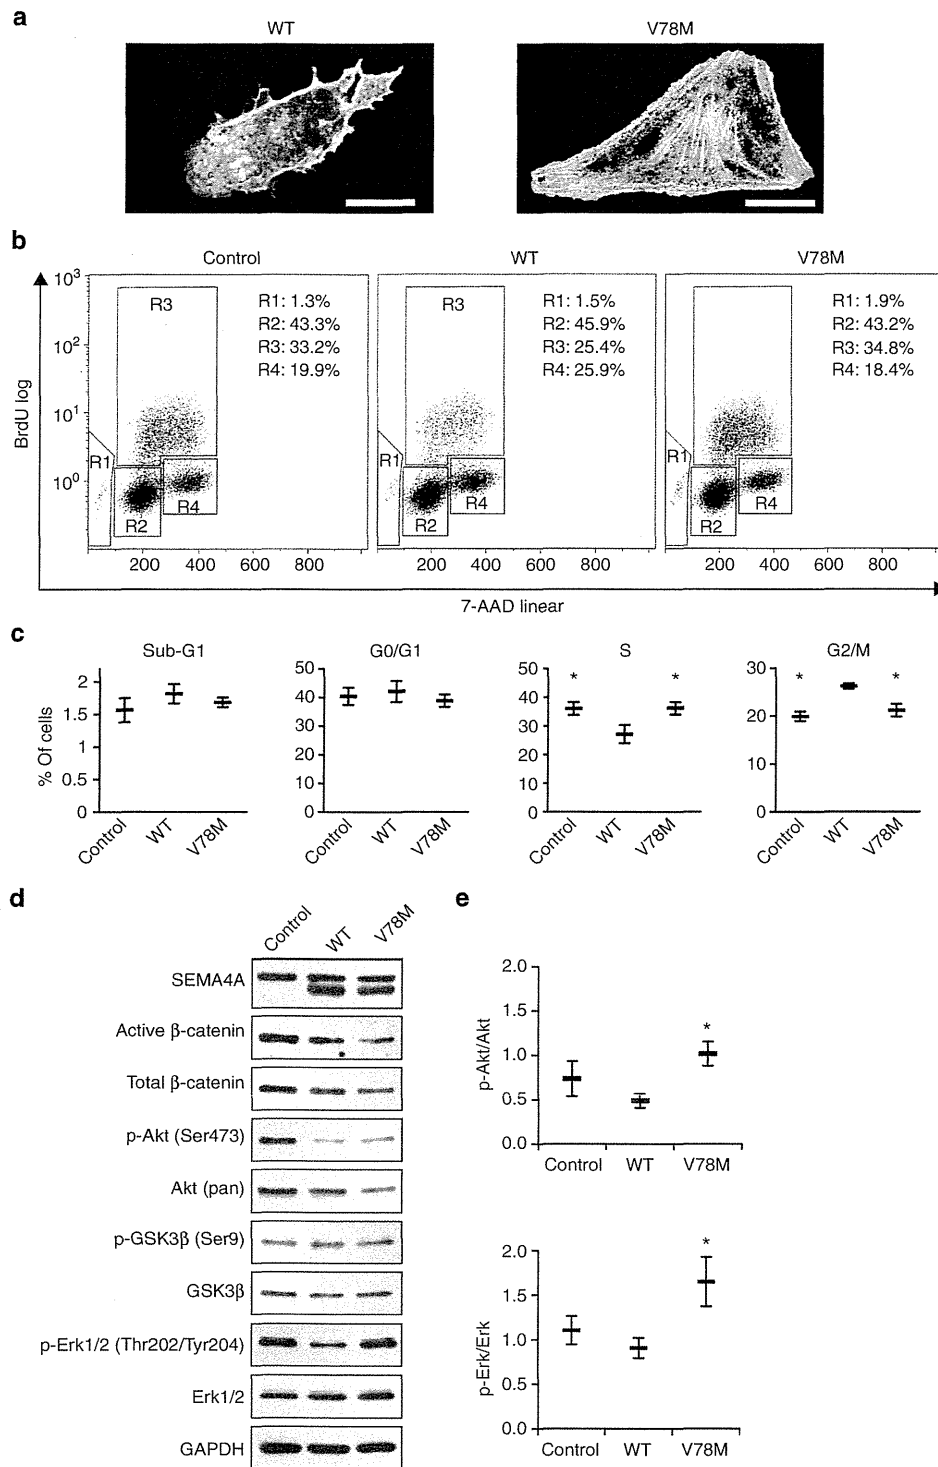 a
WT
V78M
b
Control
WT
V78M
BrdU log
10³
10²
10¹
10⁰
R3
R1: 1.3%
R2: 43.3%
R3: 33.2%
R4: 19.9%
R1
R2
R4
R3
R1: 1.5%
R2: 45.9%
R3: 25.4%
R4: 25.9%
R1
R2
R4
R1: 1.9%
R2: 43.2%
R3: 34.8%
R4: 18.4%
R1
R2
R4
200 400 600 800
200 400 600 800
200 400 600 800
7-AAD linear
c
% Of cells
Sub-G1
2
1.5
1
0.5
0
Control WT V78M
G0/G1
50
40
30
20
10
0
Control WT V78M
S
50
40
30
20
10
0
* *
Control WT V78M
G2/M
30
20
10
0
* *
Control WT V78M
d
Control WT V78M
SEMA4A
Active β-catenin
Total β-catenin
p-Akt (Ser473)
Akt (pan)
p-GSK3β (Ser9)
GSK3β
p-Erk1/2 (Thr202/Tyr204)
Erk1/2
GAPDH
e
p-Akt/Akt
2.0
1.5
1.0
0.5
0.0
*
Control WT V78M
p-Erk/Erk
2.0
1.5
1.0
0.5
0.0
*
Control WT V78M